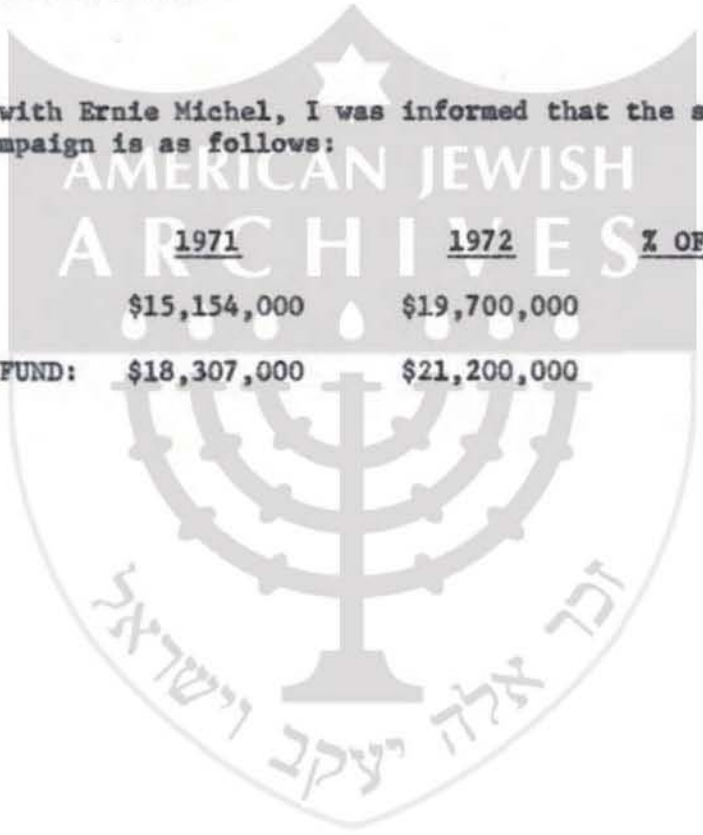 with Ernie Michel, I was informed that the s
mpaign is as follows:
AMERICAN JEWISH
ARCHIVES
1971 1972 % OF
$15,154,000 $19,700,000
FUND: $18,307,000 $21,200,000
זכר אלה יעקב וישראל